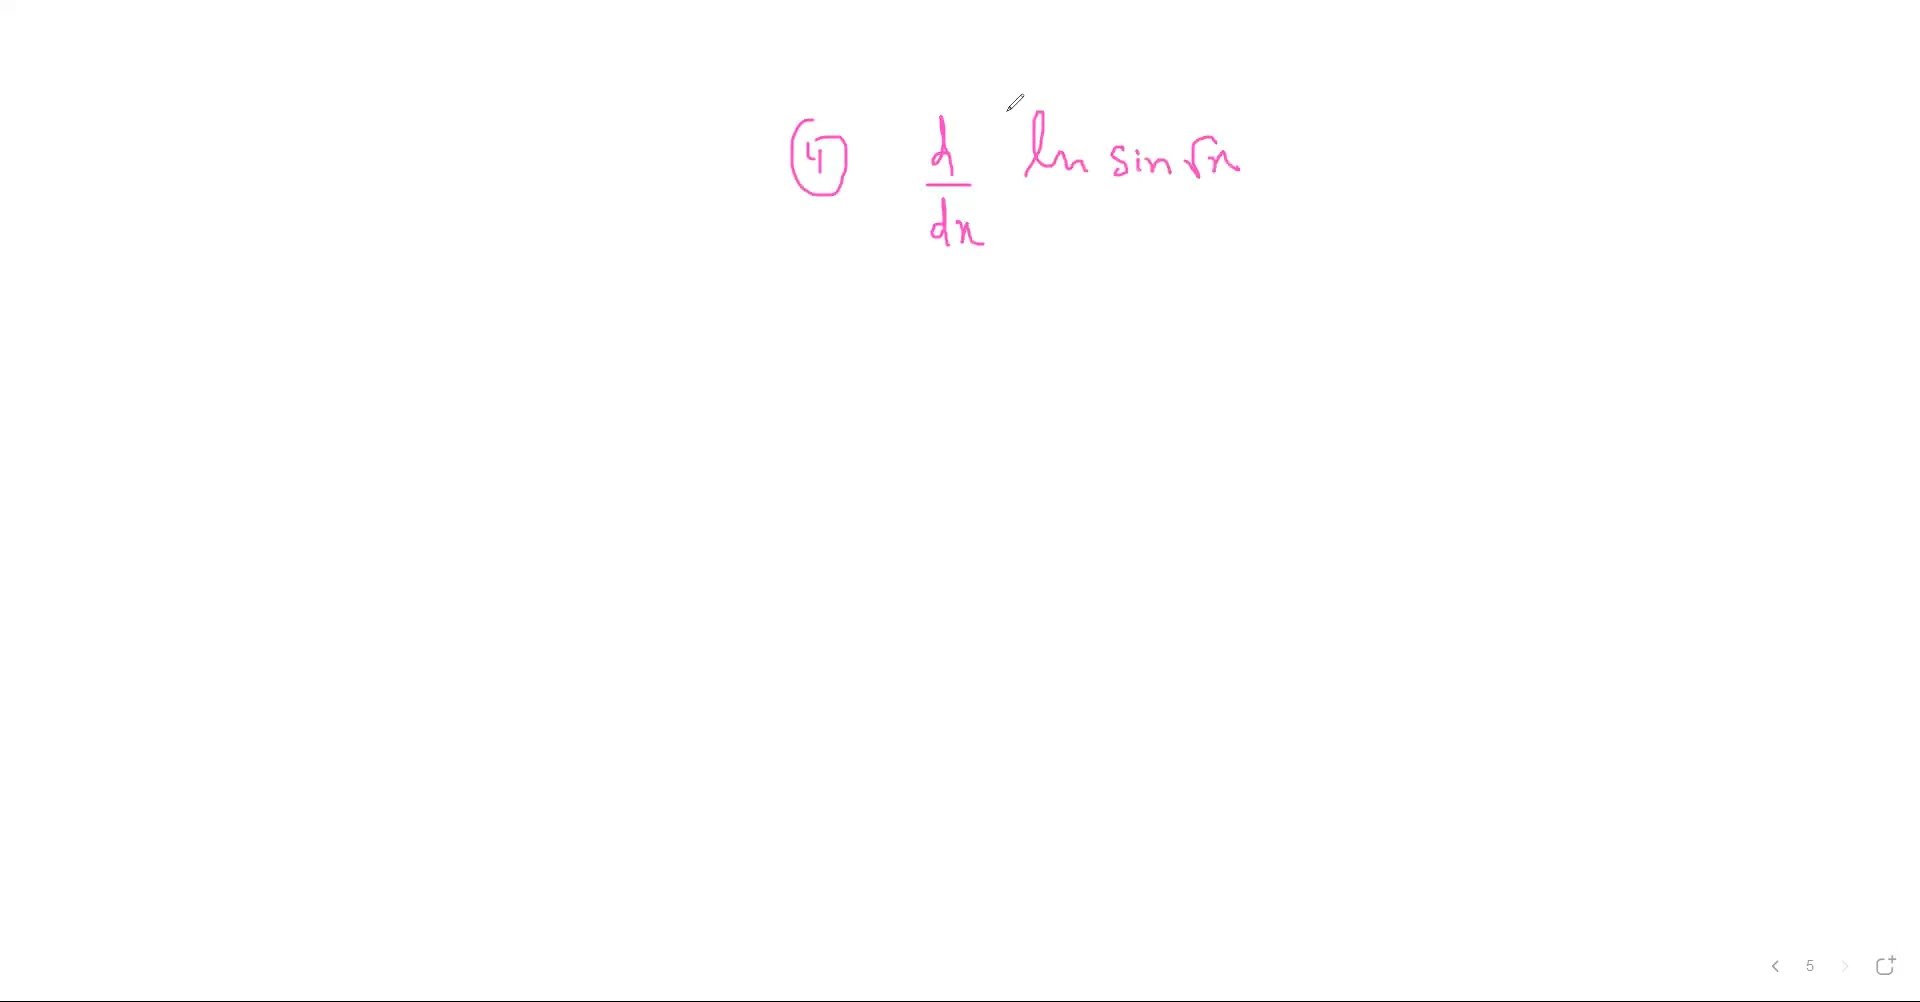 ④ d/dx ln sin √x
5